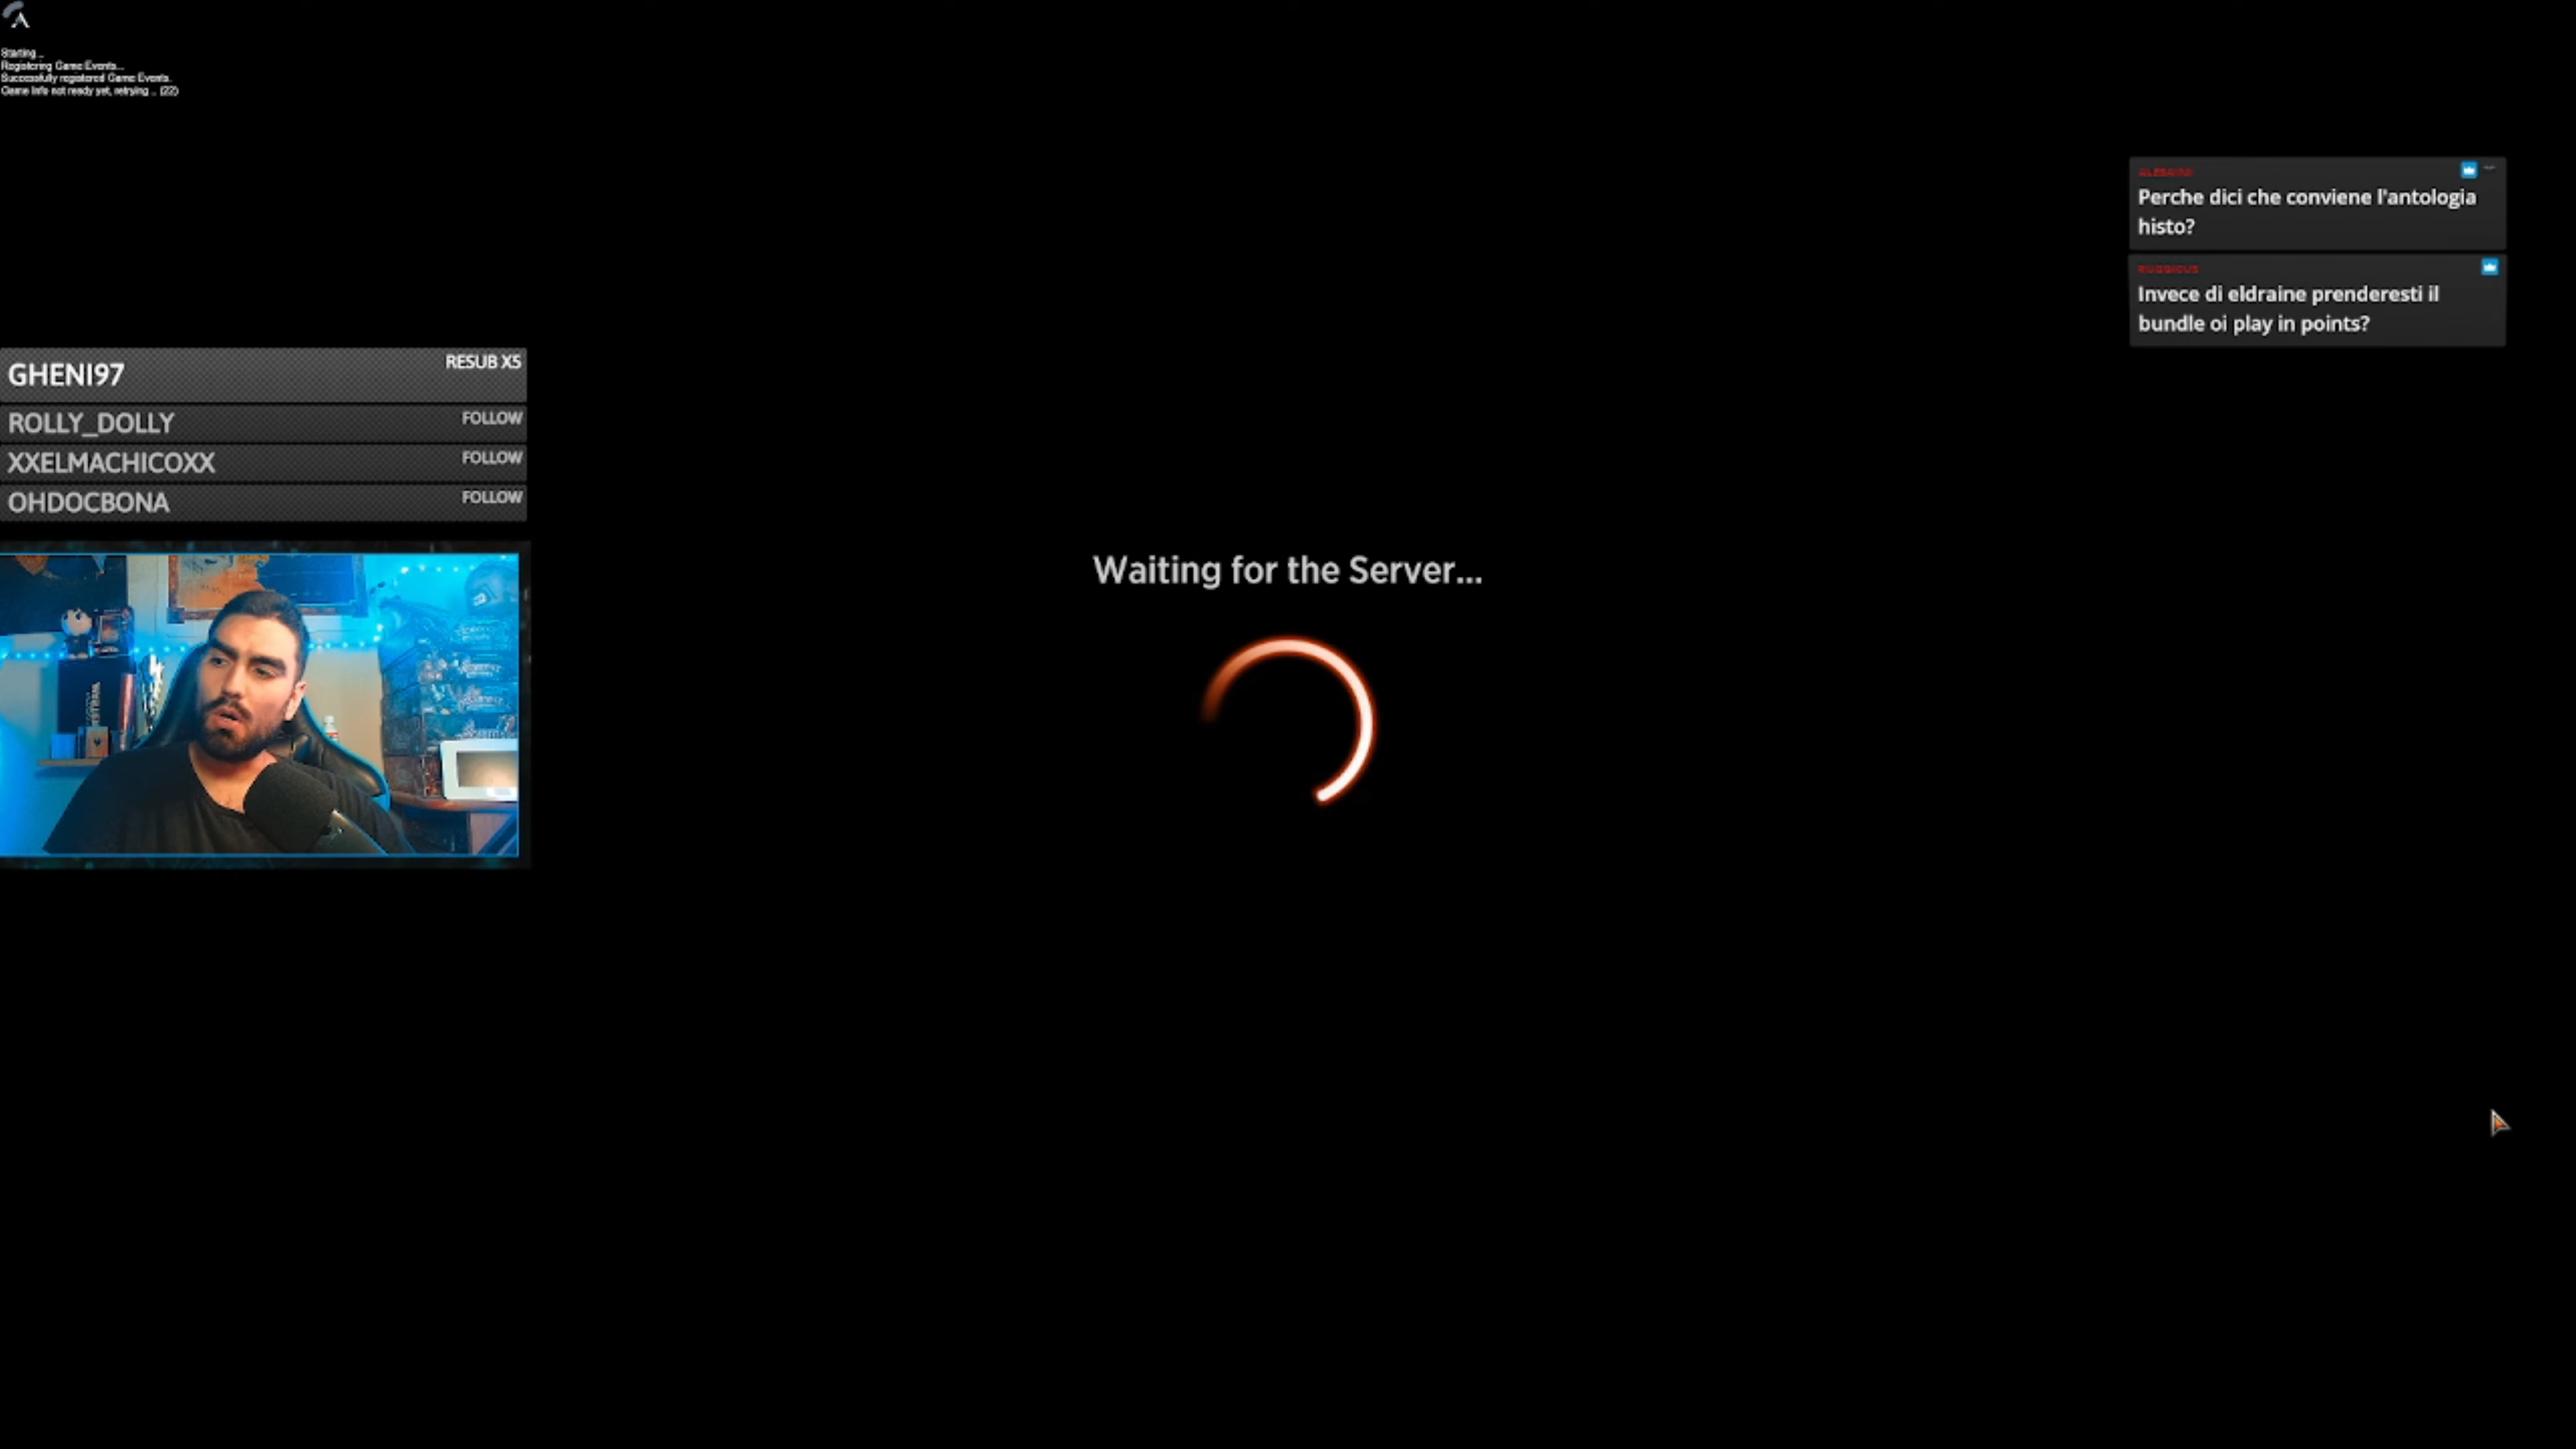 Starting...
Registering Game Events...
Successfully registered Game Events.
Game Info not ready yet, retrying... (22)
Perche dici che conviene l'antologia
histo?
RUGGICUS
Invece di eldraine prenderesti il
bundle oi play in points?
GHENI97 RESUB X5
ROLLY_DOLLY FOLLOW
XXELMACHICOXX FOLLOW
OHDOCBONA FOLLOW
Waiting for the Server...